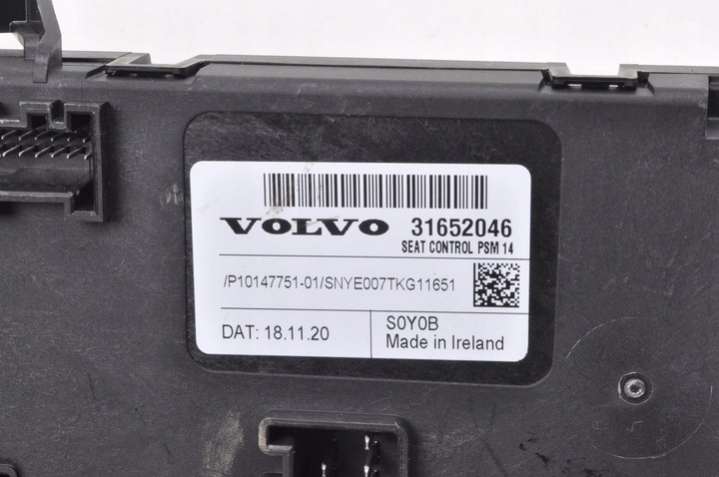 VOLVO 31652046
SEAT CONTROL PSM 14
/P10147751-01/SNYE007TKG11651
DAT: 18.11.20
S0Y0B
Made in Ireland